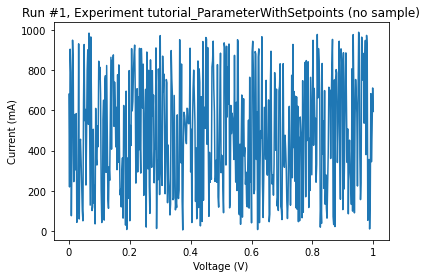 Run #1, Experiment tutorial_ParameterWithSetpoints (no sample)
1000
800
600
400
200
0
Current (mA)
0 0.2 0.4 0.6 0.8 1
Voltage (V)